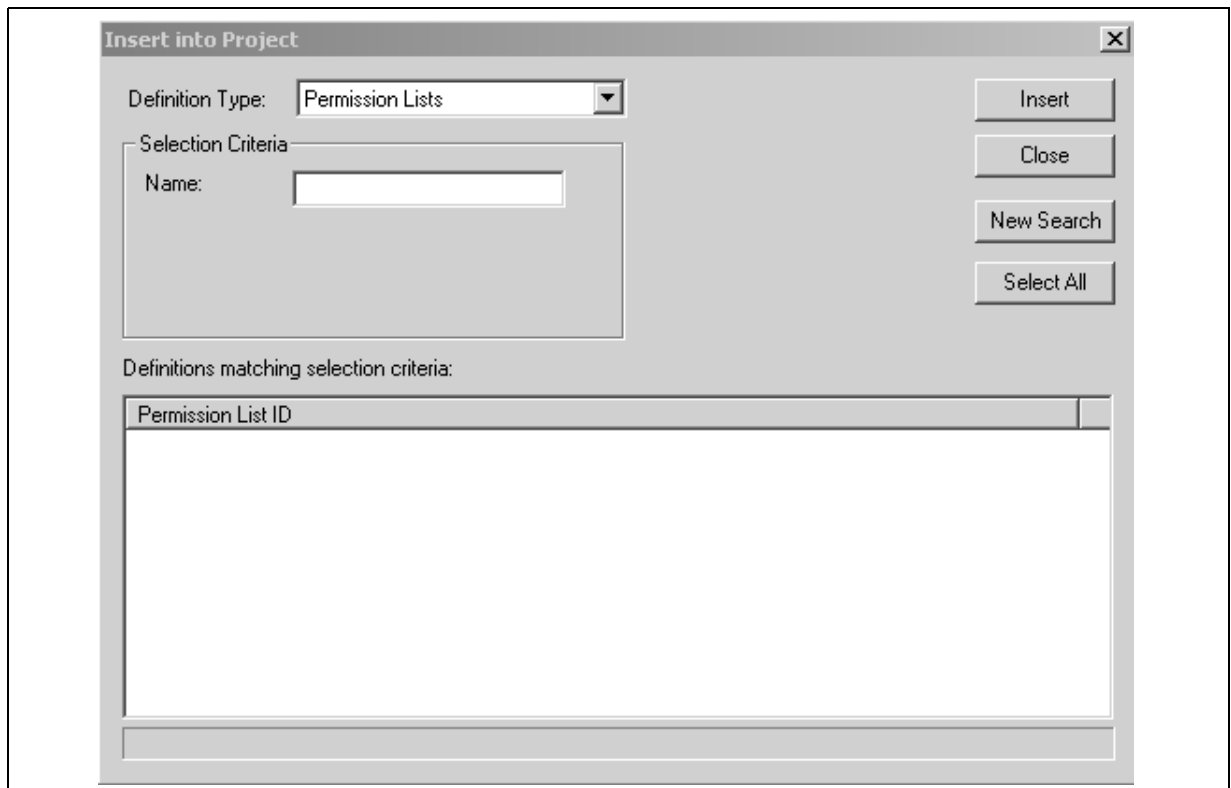 Insert into Project
Definition Type: Permission Lists
Insert
Selection Criteria
Close
Name:
New Search
Select All
Definitions matching selection criteria:
Permission List ID